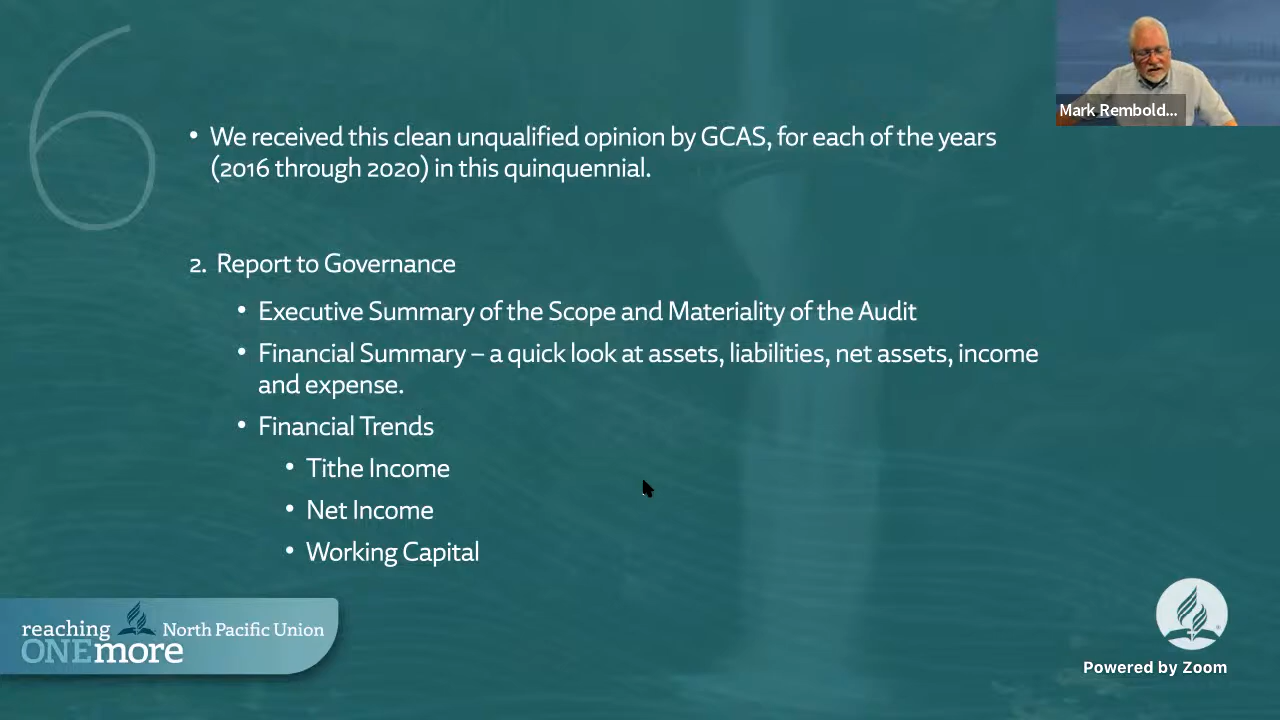 6
Mark Rembold...
• We received this clean unqualified opinion by GCAS, for each of the years
(2016 through 2020) in this quinquennial.
2. Report to Governance
• Executive Summary of the Scope and Materiality of the Audit
• Financial Summary – a quick look at assets, liabilities, net assets, income
and expense.
• Financial Trends
• Tithe Income
• Net Income
• Working Capital
reaching North Pacific Union
ONEmore
Powered by Zoom